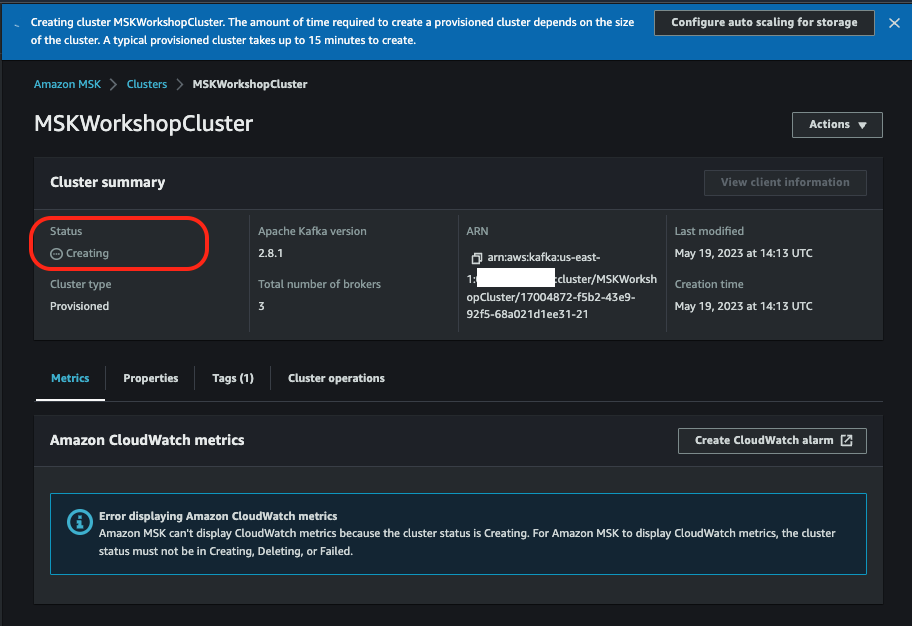 Creating cluster MSKWorkshopCluster. The amount of time required to create a provisioned cluster depends on the size
of the cluster. A typical provisioned cluster takes up to 15 minutes to create.
Configure auto scaling for storage
Amazon MSK
Clusters
MSKWorkshopCluster
MSKWorkshopCluster
Actions
Cluster summary
View client information
Status
Creating
Cluster type
Provisioned
Apache Kafka version
2.8.1
Total number of brokers
3
ARN
arn:aws:kafka:us-east-
1: :cluster/MSKWorksh
opCluster/17004872-f5b2-43e9-
92f5-68a021d1ee31-21
Last modified
May 19, 2023 at 14:13 UTC
Creation time
May 19, 2023 at 14:13 UTC
Metrics
Properties
Tags (1)
Cluster operations
Amazon CloudWatch metrics
Create CloudWatch alarm
Error displaying Amazon CloudWatch metrics
Amazon MSK can't display CloudWatch metrics because the cluster status is Creating. For Amazon MSK to display CloudWatch metrics, the cluster
status must not be in Creating, Deleting, or Failed.